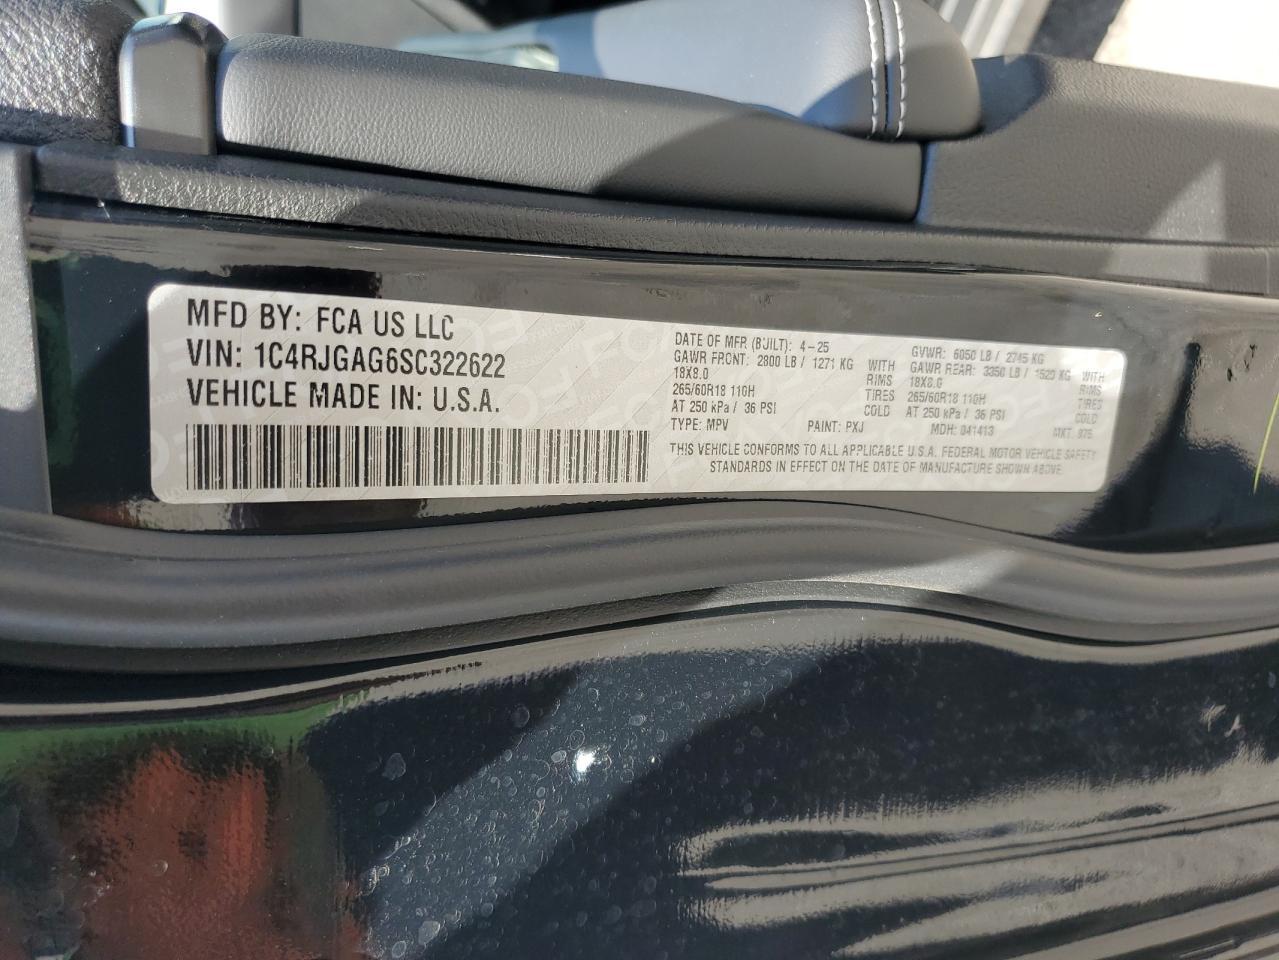 MFD BY: FCA US LLC
VIN: 1C4RJGAG6SC322622
VEHICLE MADE IN: U.S.A.
DATE OF MFR (BUILT): 4-25 GVWR: 6050 LB / 2745 KG
GAWR FRONT: 2800 LB / 1271 KG WITH GAWR REAR: 3350 LB / 1520 KG WITH
18X8.0 RIMS 18X8.0 RIMS
265/60R18 110H TIRES 265/60R18 110H TIRES
AT 250 kPa / 36 PSI COLD AT 250 kPa / 36 PSI COLD
TYPE: MPV PAINT: PXJ MDH: 041413 MXT: 975
THIS VEHICLE CONFORMS TO ALL APPLICABLE U.S.A. FEDERAL MOTOR VEHICLE SAFETY
STANDARDS IN EFFECT ON THE DATE OF MANUFACTURE SHOWN ABOVE.